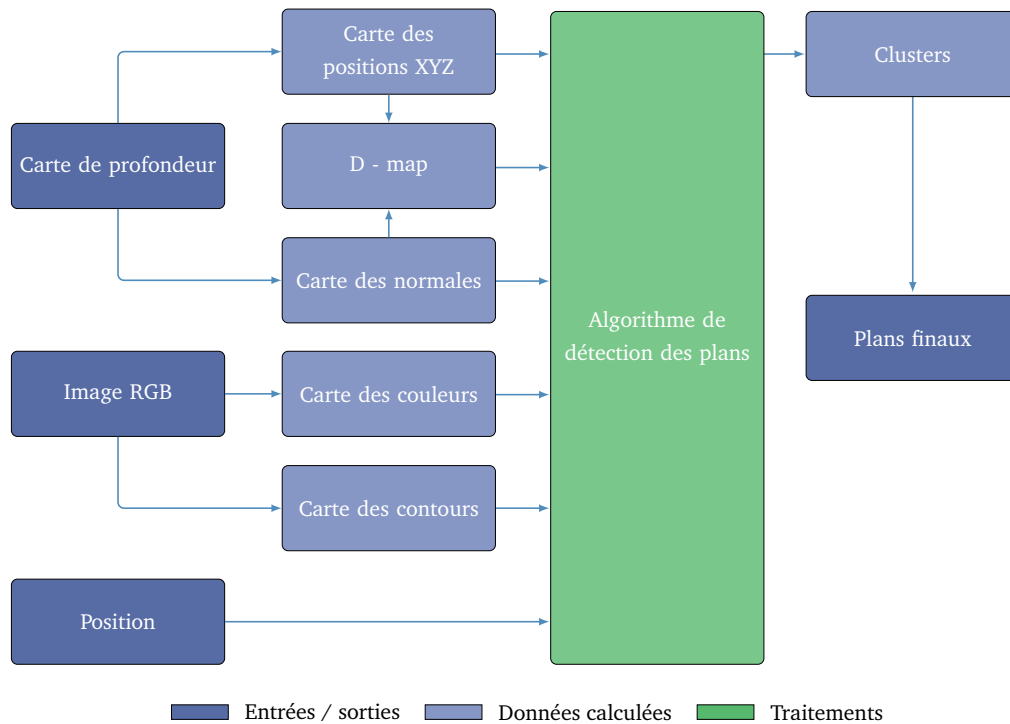 Carte des
positions XYZ
Clusters
Carte de profondeur
D - map
Carte des normales
Algorithme de
détection des plans
Plans finaux
Image RGB
Carte des couleurs
Carte des contours
Position
Entrées / sorties
Données calculées
Traitements